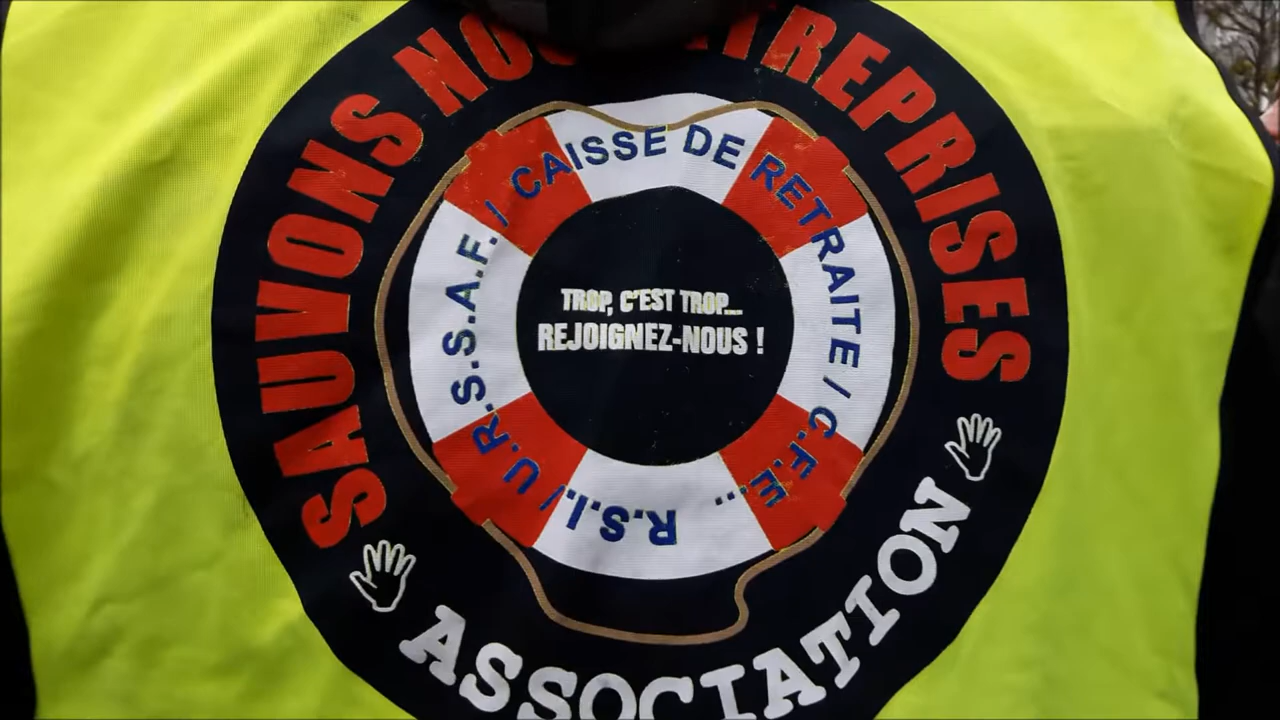 SAUVONS NOS ENTREPRISES
R.S.I. / U.R.S.S.A.F. / CAISSE DE RETRAITE / C.F.E. ...
TROP, C'EST TROP...
REJOIGNEZ-NOUS !
ASSOCIATION